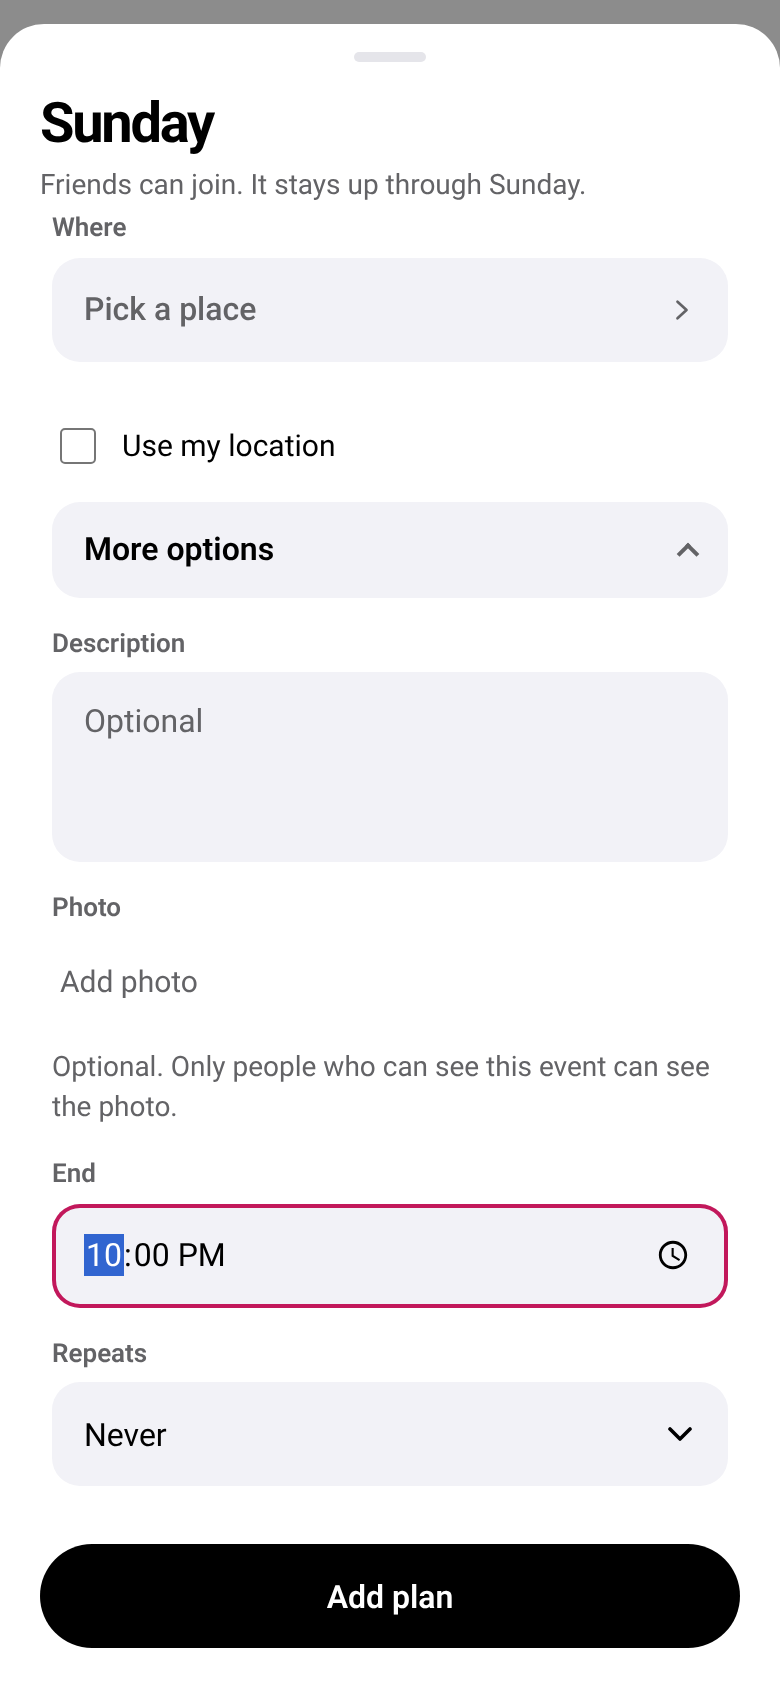 Sunday
Friends can join. It stays up through Sunday.
Where
Pick a place
Use my location
More options
Description
Optional
Photo
Add photo
Optional. Only people who can see this event can see
the photo.
End
10:00 PM
Repeats
Never
Add plan